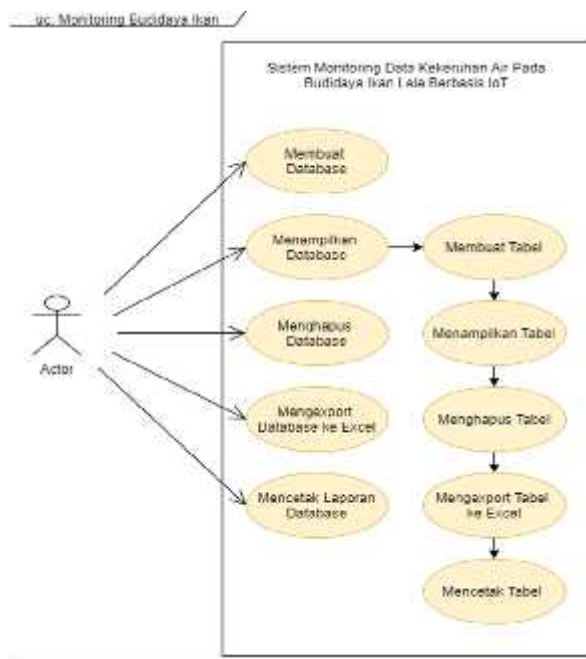 uc. Monitoring Budidaya Ikan
Sistem Monitoring Data Kekeruhan Air Pada
Budidaya Ikan Lele Berbasis IoT
Membuat
Database
Menampilkan
Database
Membuat Tabel
Menghapus
Database
Menampilkan Tabel
Actor
Mengexport
Database ke Excel
Menghapus Tabel
Mencetak Laporan
Database
Mengexport Tabel
ke Excel
Mencetak Tabel